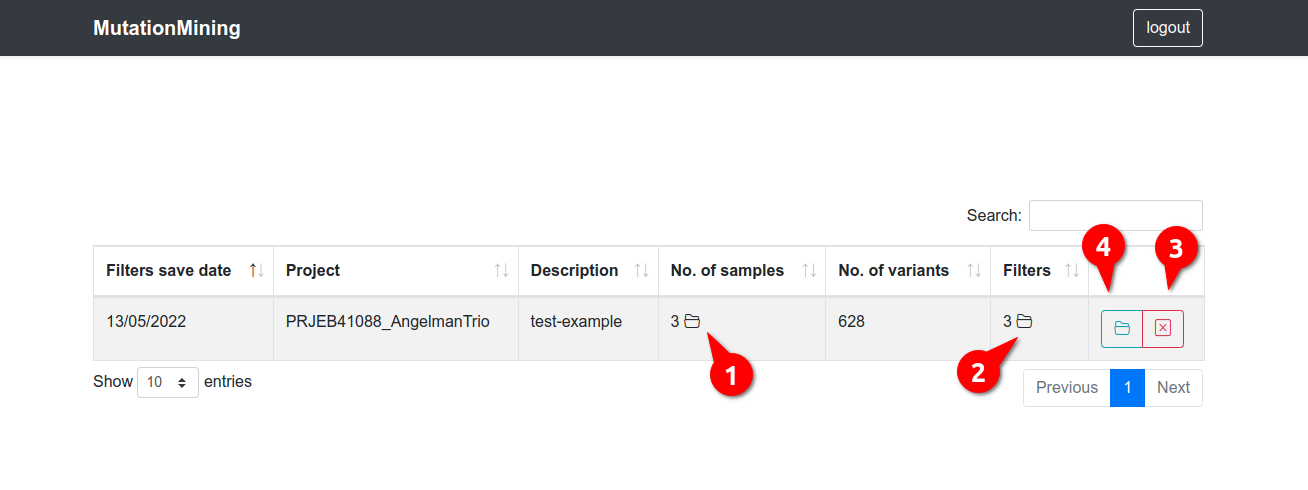 MutationMining logout
Search:
4 3
Filters save date Project Description No. of samples No. of variants Filters
13/05/2022 PRJEB41088_AngelmanTrio test-example 3 628 3
1 2
Show 10 entries
Previous 1 Next